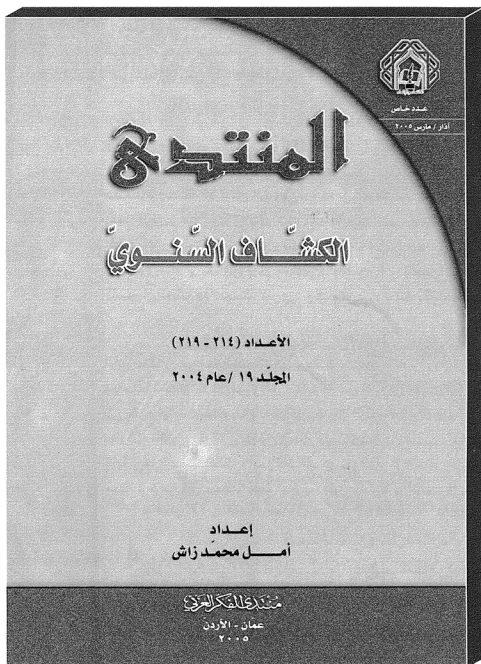 عدد خاص
آذار / مارس ٢٠٠٥
المنتدى
الكشّاف السّنويّ
الأعداد (٢١٤ - ٢١٩)
المجلّد ١٩ / عام ٢٠٠٤
إعداد
أمل محمد زاش
منتدى الفكر العربي
عمان - الأردن
٢٠٠٥